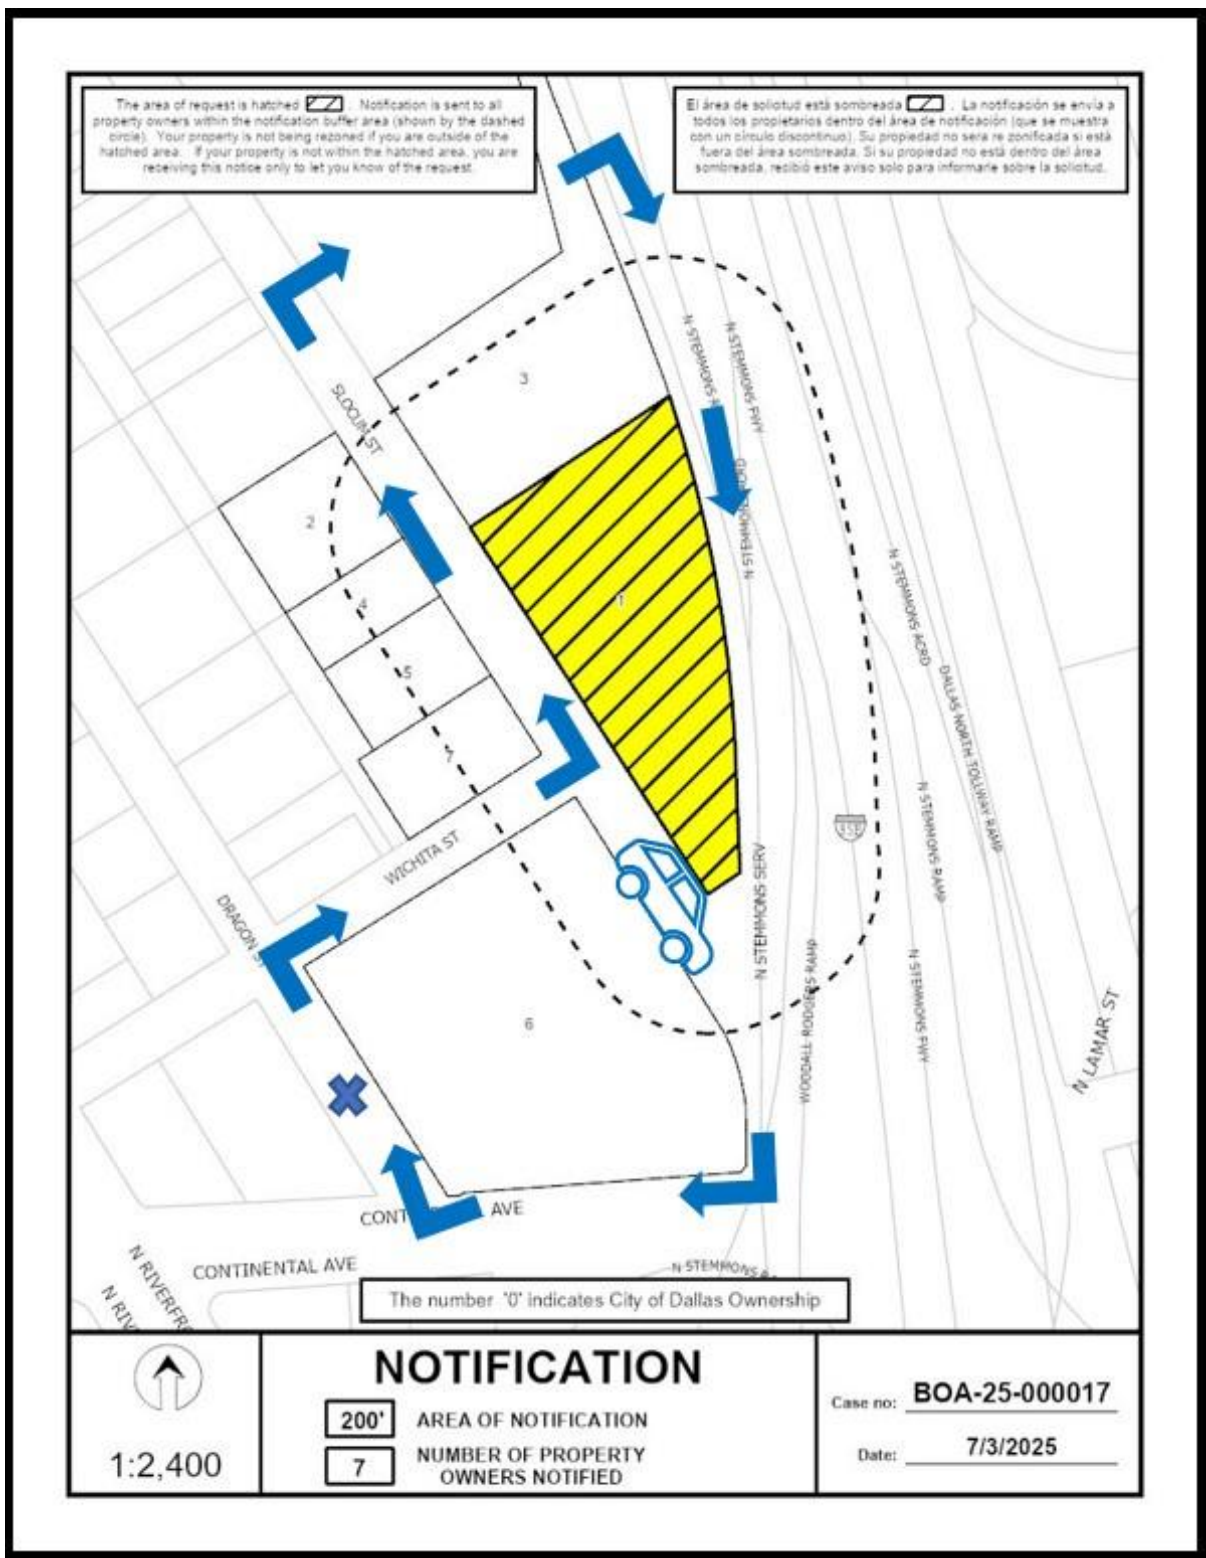 The area of request is hatched . Notification is sent to all
property owners within the notification buffer area (shown by the dashed
circle). Your property is not being rezoned if you are outside of the
hatched area. If your property is not within the hatched area, you are
receiving this notice only to let you know of the request.
El área de solicitud está sombreada . La notificación se envía a
todos los propietarios dentro del área de notificación (que se muestra
con un círculo discontinuo). Su propiedad no sera re zonificada si está
fuera del área sombreada. Si su propiedad no está dentro del área
sombreada, recibió este aviso solo para informarle sobre la solicitud.
N STEMMONS
N STEMMONS FWY
3
SLOCUM ST
2
N STEMMONS
N STEMMONS ACRD
1
4
5
DALLAS NORTH TOLLWAY RAMP
7
N STEMMONS RAMP
WICHITA ST
DRAGON ST
N STEMMONS SERV
WOODALL RODGERS RAMP
N STEMMONS FWY
6
N LAMAR ST
AVE
CONTINENTAL AVE
N RIVERFR
N RIV
N STEMMONS
The number '0' indicates City of Dallas Ownership
1:2,400
NOTIFICATION
200' AREA OF NOTIFICATION
7 NUMBER OF PROPERTY
OWNERS NOTIFIED
Case no: BOA-25-000017
Date: 7/3/2025